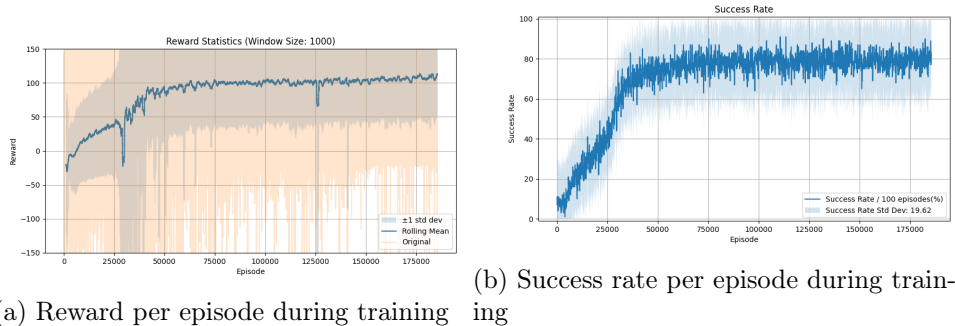 Reward Statistics (Window Size: 1000)
150
100
50
0
−50
−100
−150
Reward
0
25000
50000
75000
100000
125000
150000
175000
Episode
±1 std dev
Rolling Mean
Original
(a) Reward per episode during training
Success Rate
100
80
60
40
20
0
Success Rate
0
25000
50000
75000
100000
125000
150000
175000
Episode
Success Rate / 100 episodes(%)
Success Rate Std Dev: 19.62
(b) Success rate per episode during train-
ing